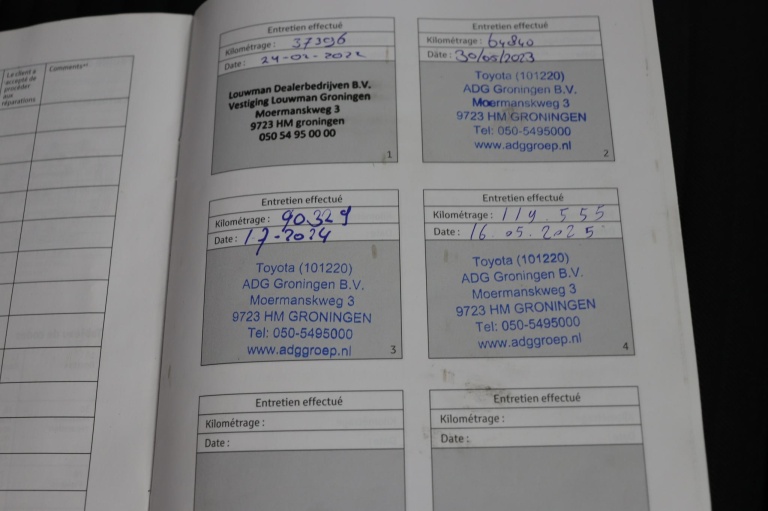 Le client a
accepté de
procéder
aux
réparations
Comments
Entretien effectué
Kilométrage : 37396
Date : 24-02-2022
Louwman Dealerbedrijven B.V.
Vestiging Louwman Groningen
Moermanskweg 3
9723 HM groningen
050 54 95 00 00
1
Entretien effectué
Kilométrage : 64840
Date : 30/05/2023
Toyota (101220)
ADG Groningen B.V.
Moermanskweg 3
9723 HM GRONINGEN
Tel: 050-5495000
www.adggroep.nl
2
Entretien effectué
Kilométrage : 90.329
Date : 17-2024
Toyota (101220)
ADG Groningen B.V.
Moermanskweg 3
9723 HM GRONINGEN
Tel: 050-5495000
www.adggroep.nl
3
Entretien effectué
Kilométrage : 119.555
Date : 16.05.2025
Toyota (101220)
ADG Groningen B.V.
Moermanskweg 3
9723 HM GRONINGEN
Tel: 050-5495000
www.adggroep.nl
4
Entretien effectué
Kilométrage :
Date :
Entretien effectué
Kilométrage :
Date :